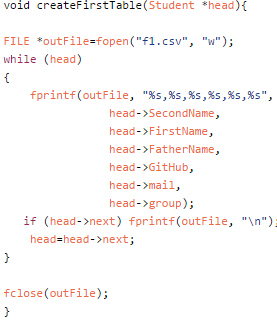 void createFirstTable(Student *head){
FILE *outFile=fopen("f1.csv", "w");
while (head)
{
fprintf(outFile, "%s,%s,%s,%s,%s,%s",
head->SecondName,
head->FirstName,
head->FatherName,
head->GitHub,
head->mail,
head->group);
if (head->next) fprintf(outFile, "\n");
head=head->next;
}
fclose(outFile);
}